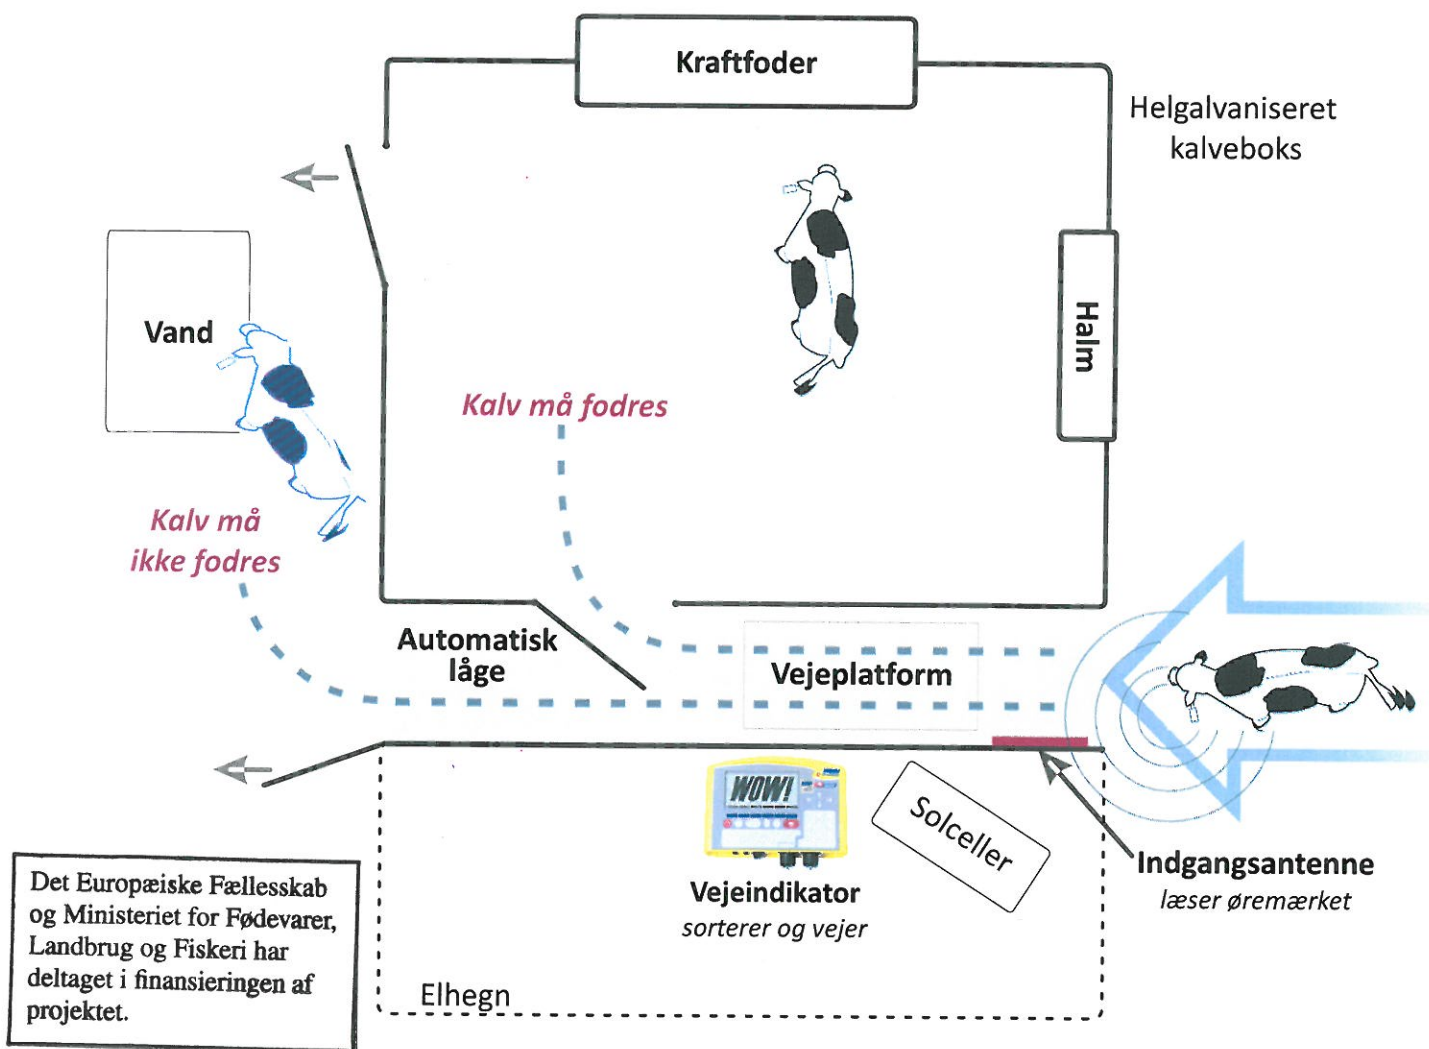 Kraftfoder
Helgalvaniseret
kalveboks
Vand
Halm
Kalv må fodres
Kalv må
ikke fodres
Automatisk
låge
Vejeplatform
WOW!
Solceller
Vejeindikator
sorterer og vejer
Indgangsantenne
læser øremærket
Elhegn
Det Europæiske Fællesskab
og Ministeriet for Fødevarer,
Landbrug og Fiskeri har
deltaget i finansieringen af
projektet.